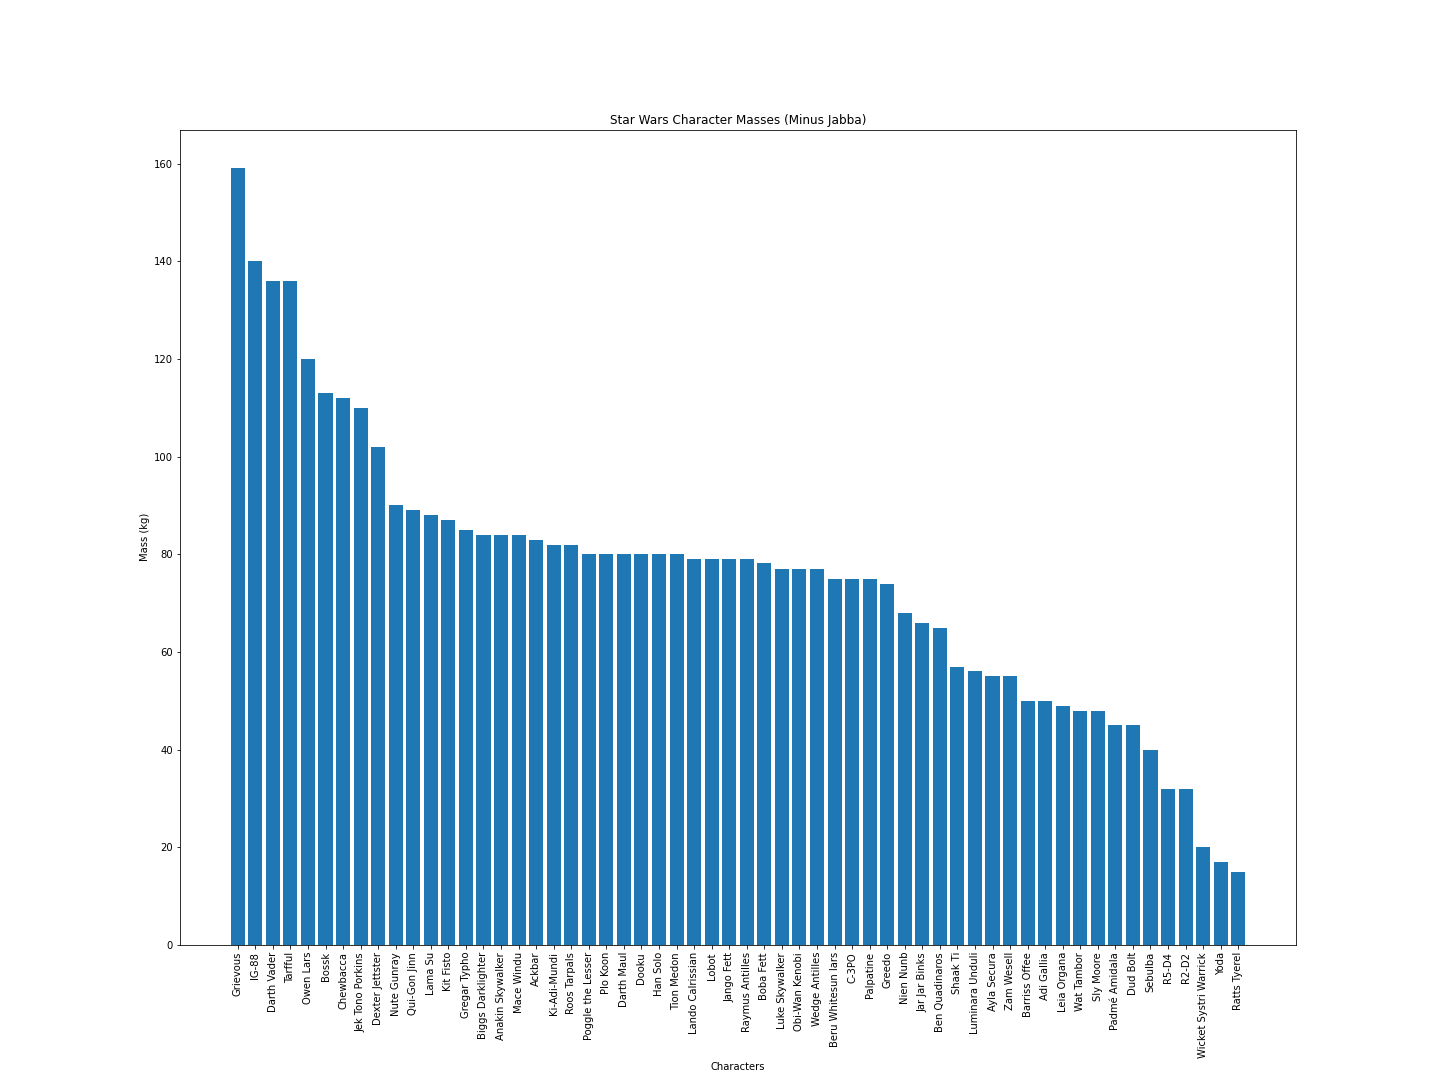 Star Wars Character Masses (Minus Jabba)
160
140
120
100
80
60
40
20
0
Mass (kg)
Grievous
IG-88
Darth Vader
Tarfful
Owen Lars
Bossk
Chewbacca
Jek Tono Porkins
Dexter Jettster
Nute Gunray
Qui-Gon Jinn
Lama Su
Kit Fisto
Gregar Typho
Biggs Darklighter
Anakin Skywalker
Mace Windu
Ackbar
Ki-Adi-Mundi
Roos Tarpals
Poggle the Lesser
Plo Koon
Darth Maul
Dooku
Han Solo
Tion Medon
Lando Calrissian
Lobot
Jango Fett
Raymus Antilles
Boba Fett
Luke Skywalker
Obi-Wan Kenobi
Wedge Antilles
Beru Whitesun lars
C-3PO
Palpatine
Greedo
Nien Nunb
Jar Jar Binks
Ben Quadinaros
Shaak Ti
Luminara Unduli
Ayla Secura
Zam Wesell
Barriss Offee
Adi Gallia
Leia Organa
Wat Tambor
Sly Moore
Padmé Amidala
Dud Bolt
Sebulba
R5-D4
R2-D2
Wicket Systri Warrick
Yoda
Ratts Tyerel
Characters